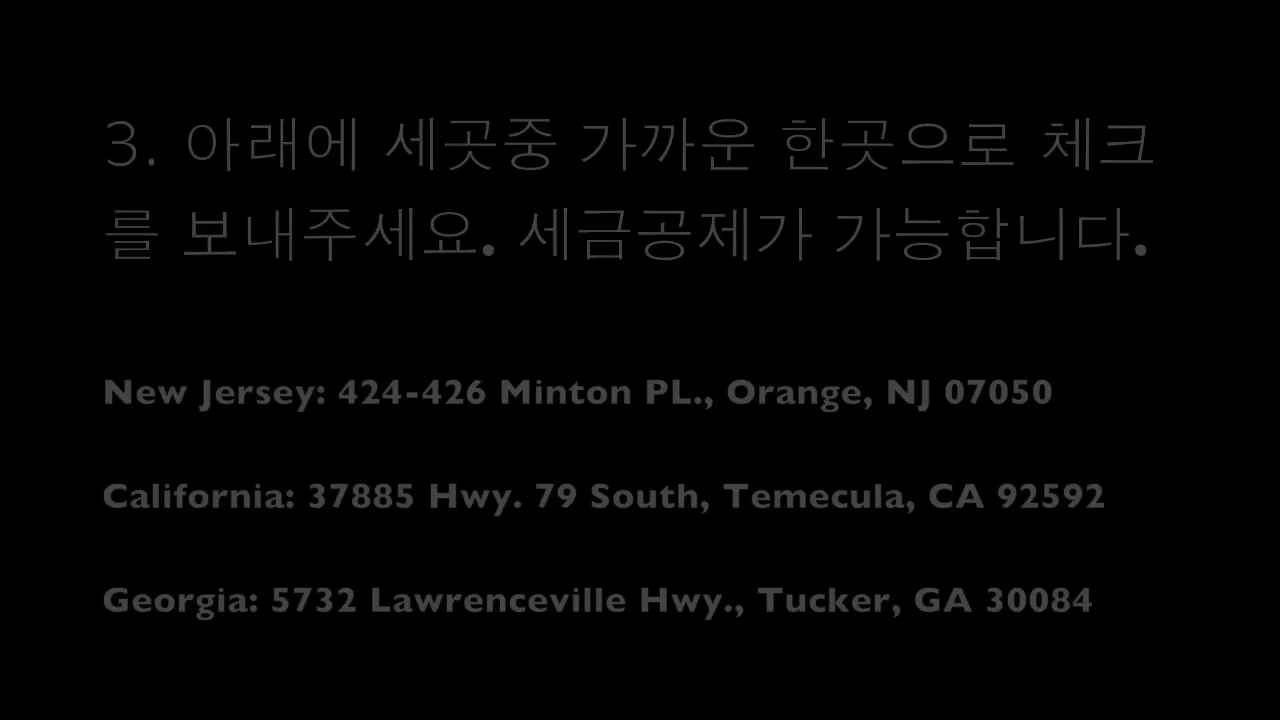 3. 아래에 세곳중 가까운 한곳으로 체크
를 보내주세요. 세금공제가 가능합니다.
New Jersey: 424-426 Minton PL., Orange, NJ 07050
California: 37885 Hwy. 79 South, Temecula, CA 92592
Georgia: 5732 Lawrenceville Hwy., Tucker, GA 30084